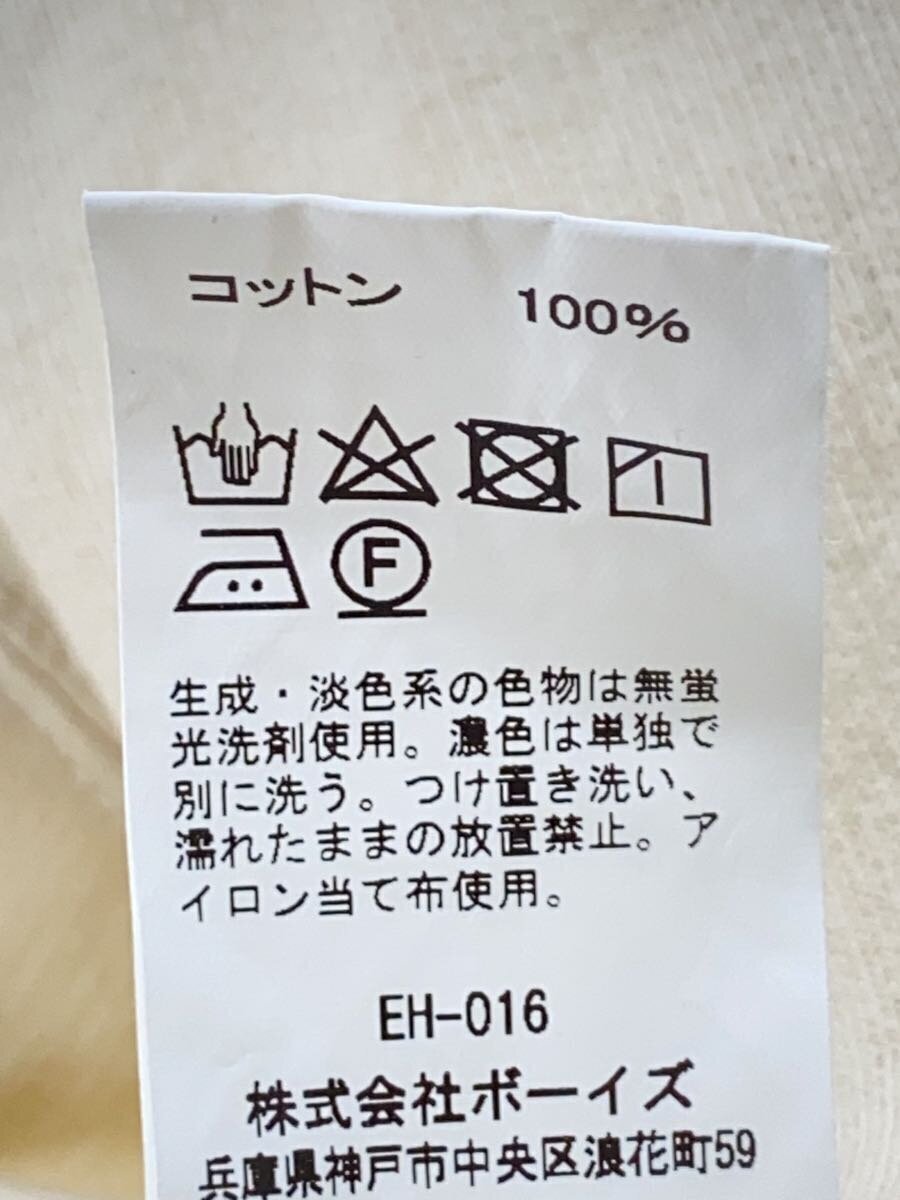 コットン 100%
F
生成・淡色系の色物は無蛍
光洗剤使用。濃色は単独で
別に洗う。つけ置き洗い、
濡れたままの放置禁止。ア
イロン当て布使用。
EH-016
株式会社ボーイズ
兵庫県神戸市中央区浪花町59